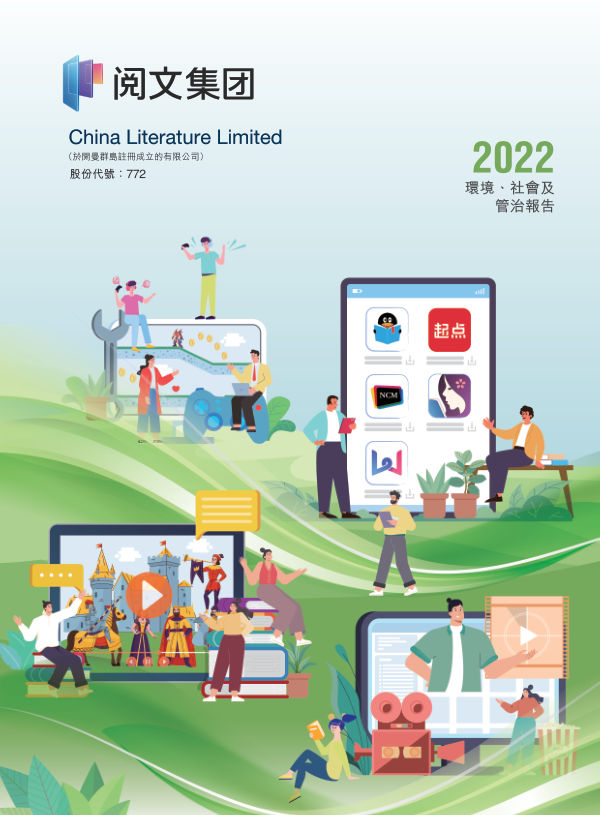 阅文集团
China Literature Limited
（於開曼群島註冊成立的有限公司）
股份代號：772
2022
環境、社會及
管治報告
起点
NCM